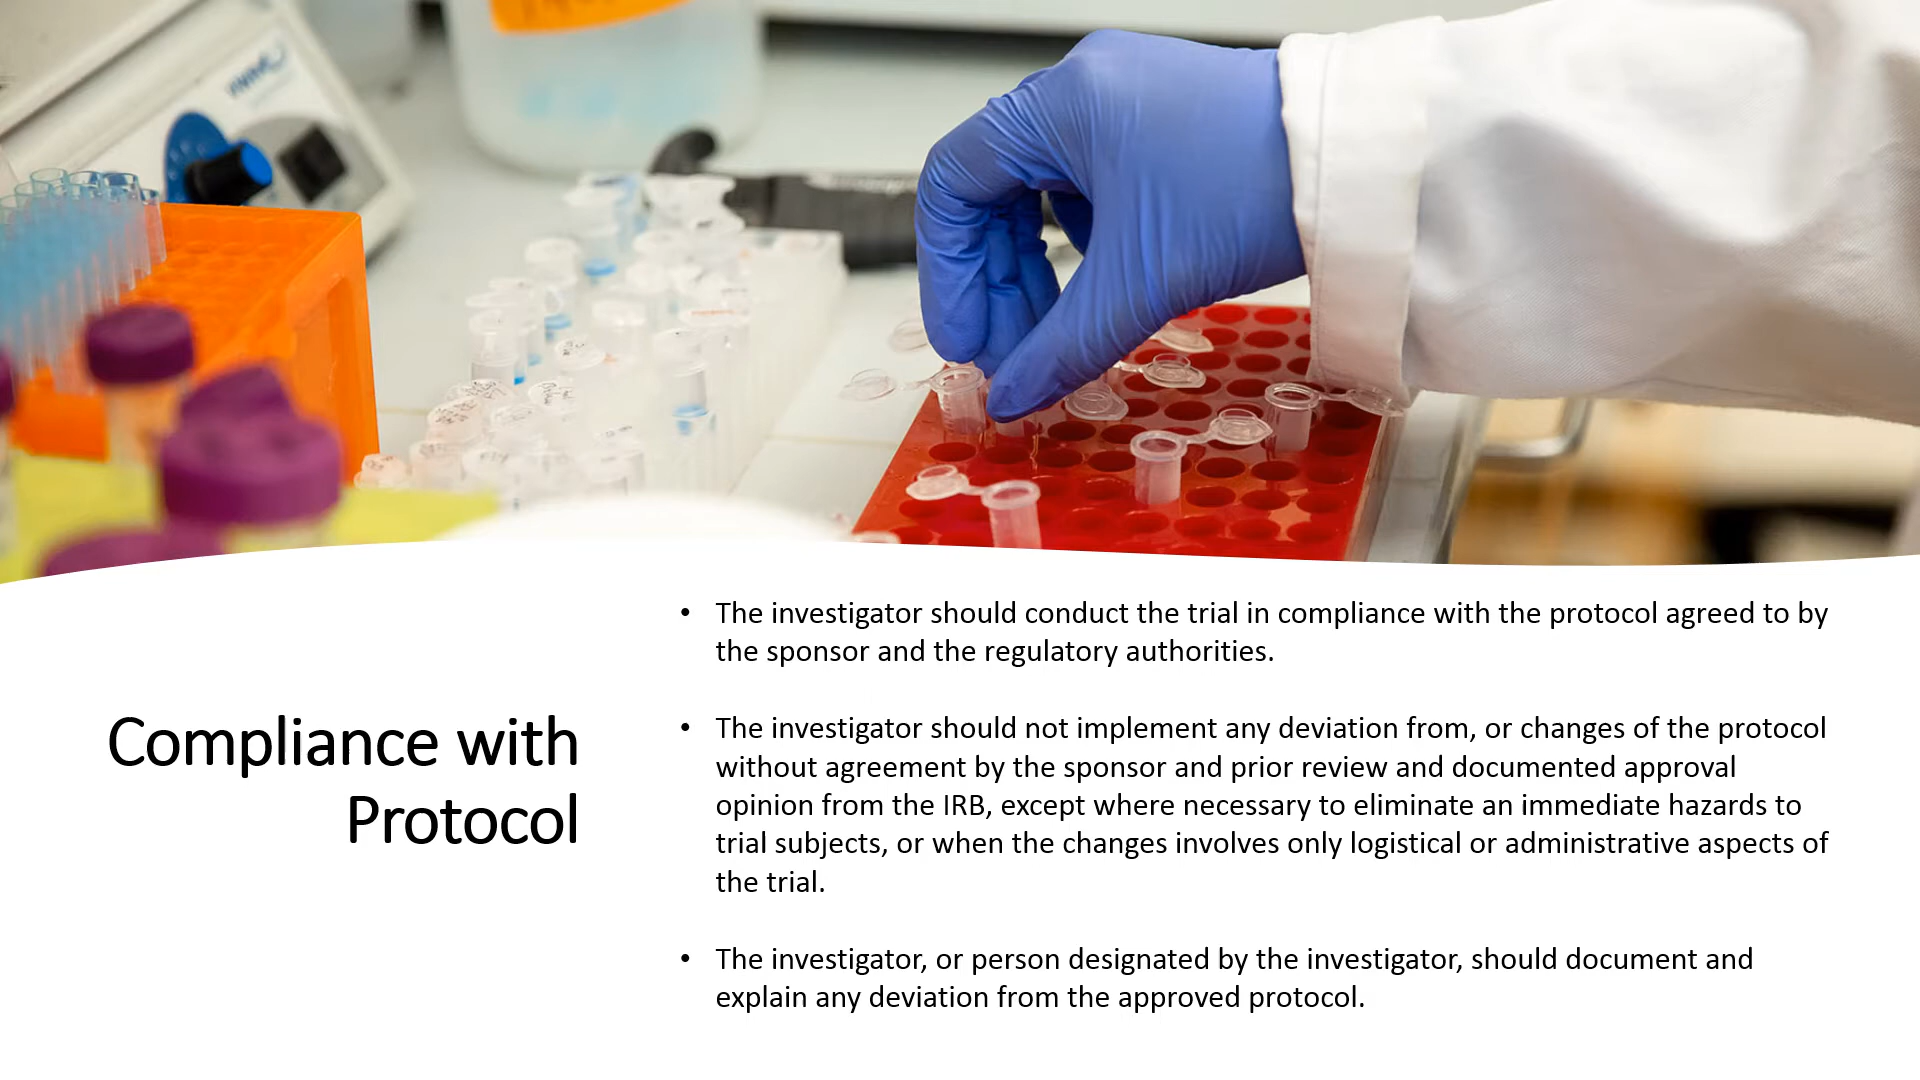 Compliance with
Protocol
• The investigator should conduct the trial in compliance with the protocol agreed to by
the sponsor and the regulatory authorities.
• The investigator should not implement any deviation from, or changes of the protocol
without agreement by the sponsor and prior review and documented approval
opinion from the IRB, except where necessary to eliminate an immediate hazards to
trial subjects, or when the changes involves only logistical or administrative aspects of
the trial.
• The investigator, or person designated by the investigator, should document and
explain any deviation from the approved protocol.